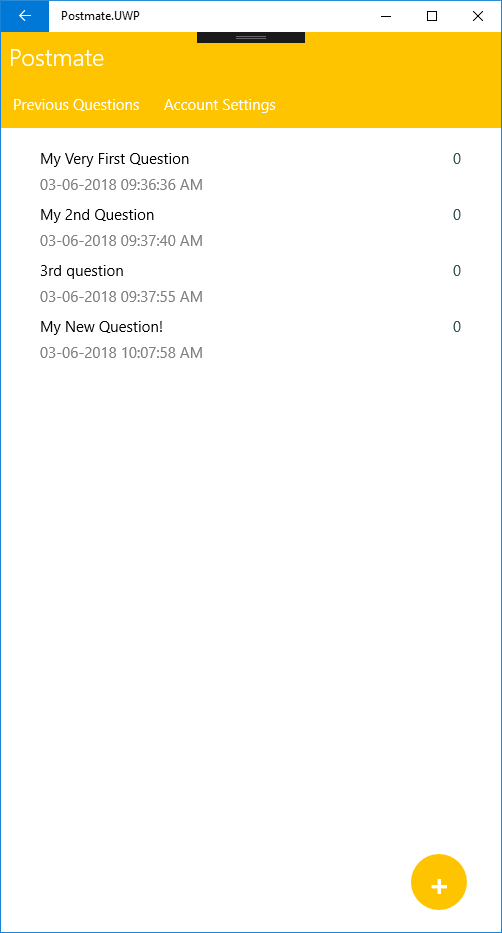 Postmate.UWP
Postmate
Previous Questions Account Settings
My Very First Question 0
03-06-2018 09:36:36 AM
My 2nd Question 0
03-06-2018 09:37:40 AM
3rd question 0
03-06-2018 09:37:55 AM
My New Question! 0
03-06-2018 10:07:58 AM
+